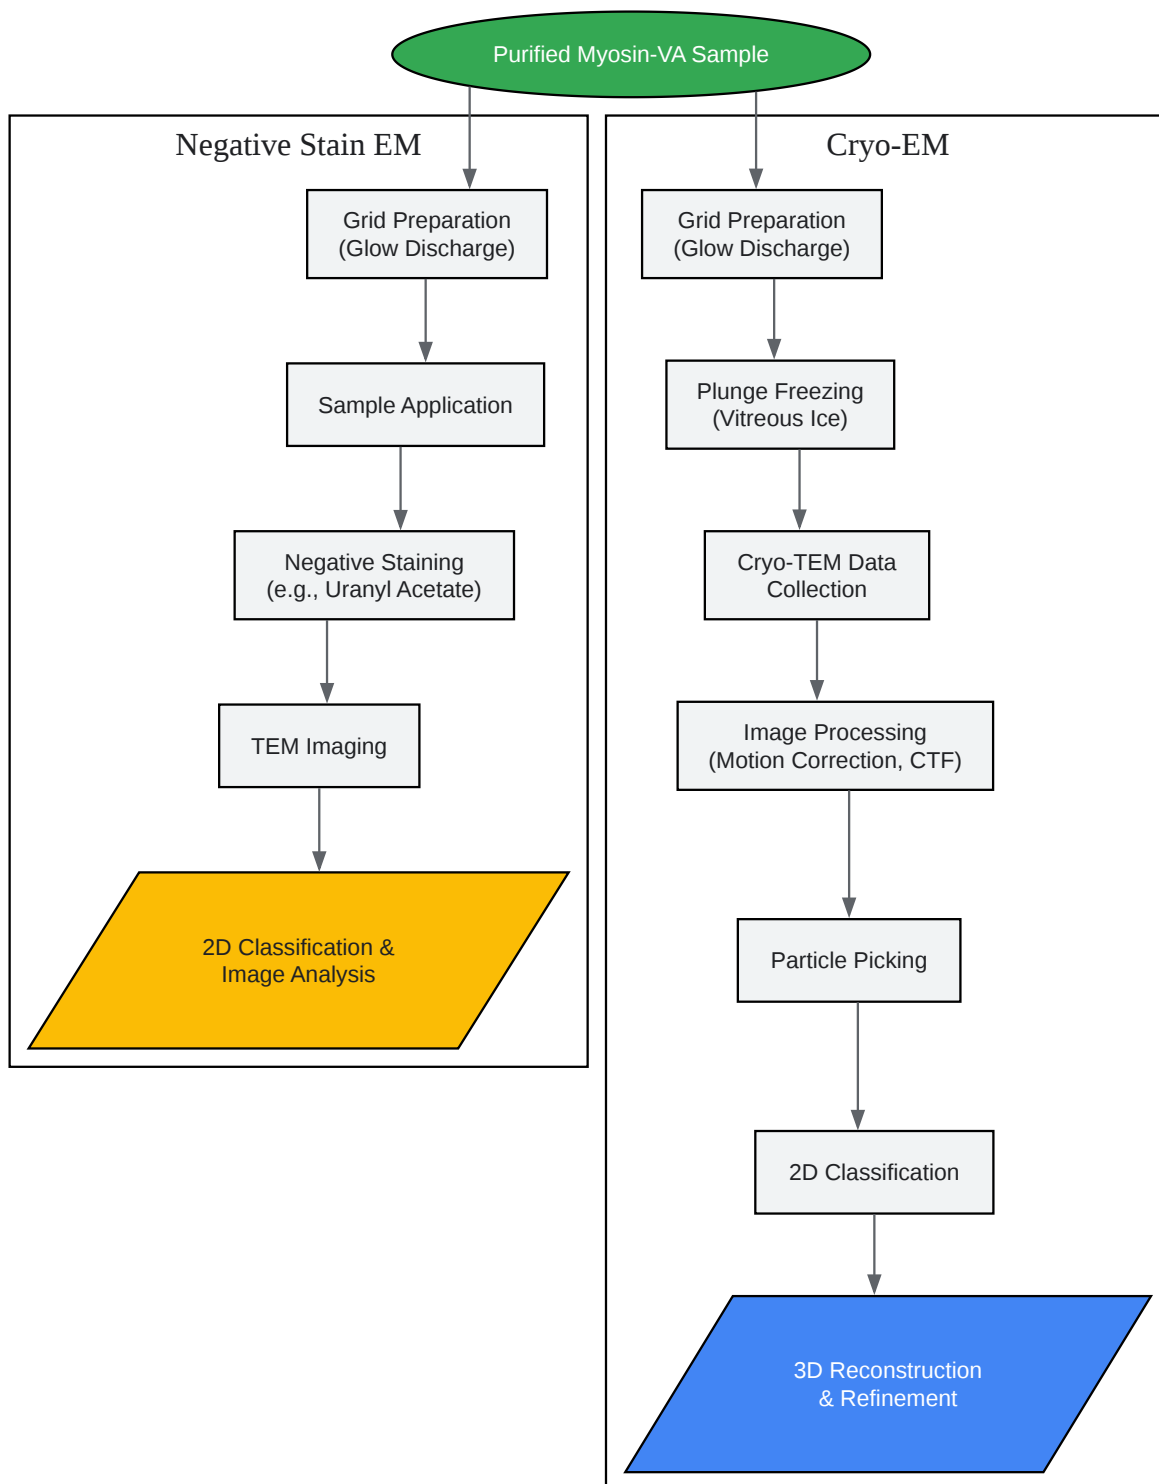 Purified Myosin-VA Sample
Negative Stain EM
Grid Preparation
(Glow Discharge)
Sample Application
Negative Staining
(e.g., Uranyl Acetate)
TEM Imaging
2D Classification &
Image Analysis
Cryo-EM
Grid Preparation
(Glow Discharge)
Plunge Freezing
(Vitreous Ice)
Cryo-TEM Data
Collection
Image Processing
(Motion Correction, CTF)
Particle Picking
2D Classification
3D Reconstruction
& Refinement